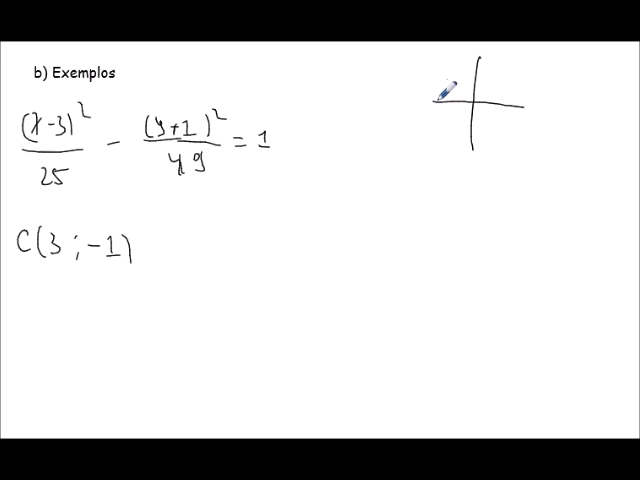 b) Exemplos
(x-3)²/25 - (y+1)²/49 = 1
C(3 ; -1)